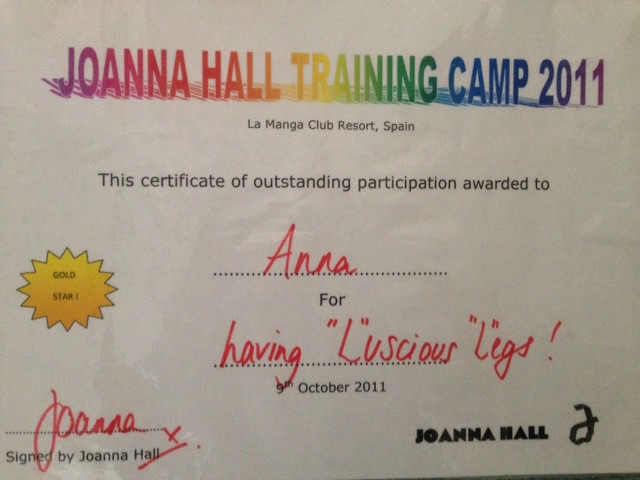 JOANNA HALL TRAINING CAMP 2011
La Manga Club Resort, Spain
This certificate of outstanding participation awarded to
Anna
GOLD
STAR !
For
having "L"uscious "L"egs !
9th October 2011
Joanna x.
Signed by Joanna Hall
JOANNA HALL